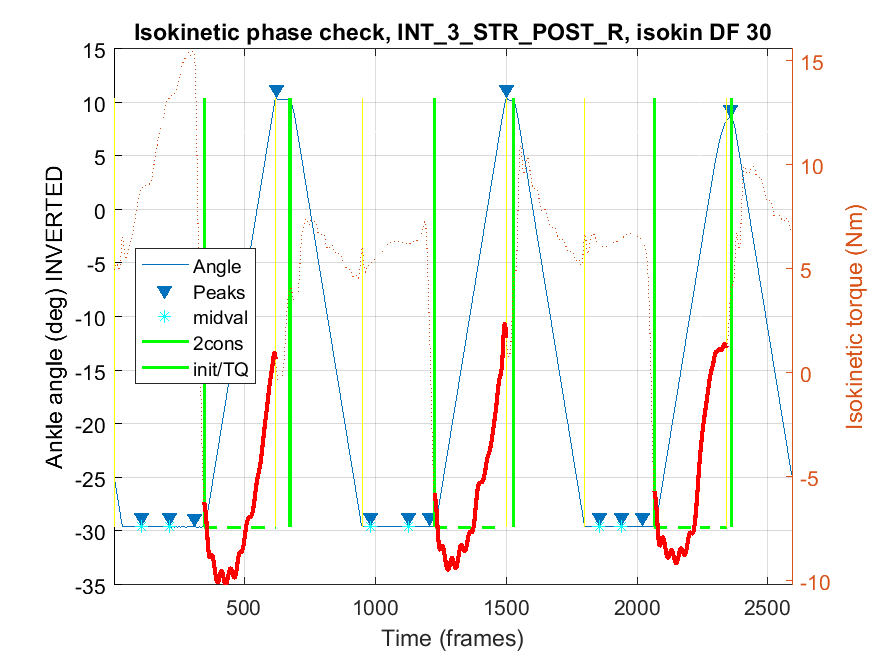 Isokinetic phase check, INT_3_STR_POST_R, isokin DF 30
15
10
5
0
-5
-10
-15
-20
-25
-30
-35
Ankle angle (deg) INVERTED
Angle
Peaks
midval
2cons
init/TQ
15
10
5
0
-5
-10
Isokinetic torque (Nm)
500
1000
1500
2000
2500
Time (frames)